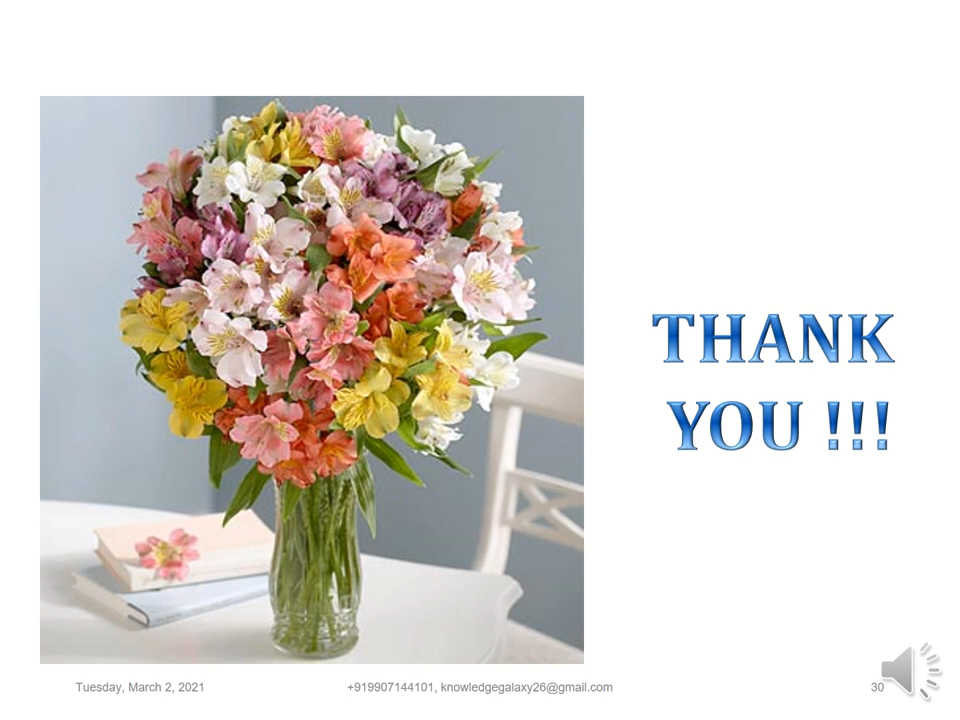 THANK
YOU !!!
Tuesday, March 2, 2021
+919907144101, knowledgegalaxy26@gmail.com
30